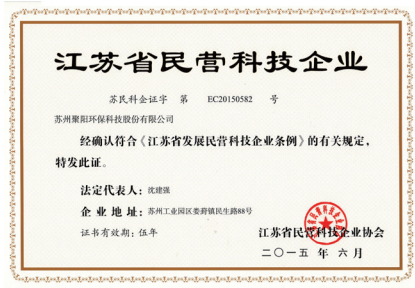 江苏省民营科技企业
苏民科企证字 第 EC20150582 号
苏州聚阳环保科技股份有限公司
经确认符合《江苏省发展民营科技企业条例》的有关规定，
特发此证。
法定代表人：沈建强
企业地址：苏州工业园区娄葑镇民生路88号
证书有效期：伍年
江苏省民营科技企业协会
二〇一五 年 六 月